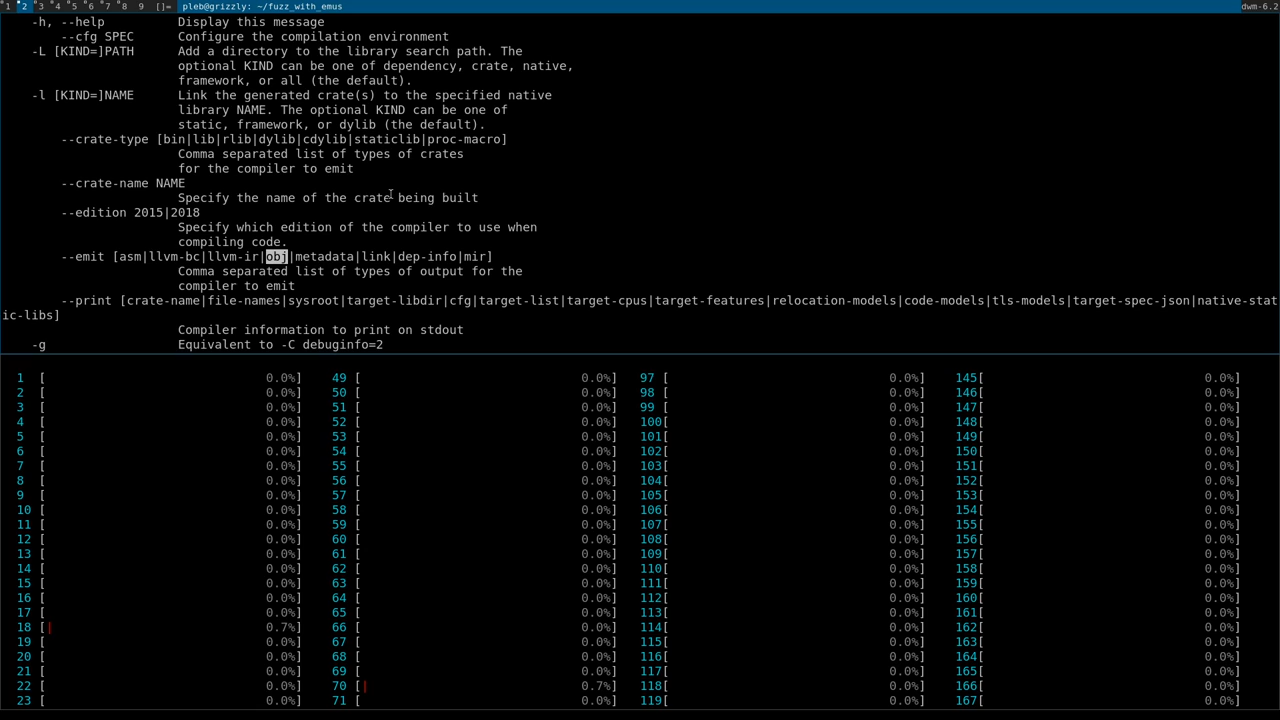 1 2 3 4 5 6 7 8 9 []= pleb@grizzly: ~/fuzz_with_emus dwm-6.2
-h, --help Display this message
--cfg SPEC Configure the compilation environment
-L [KIND=]PATH Add a directory to the library search path. The
optional KIND can be one of dependency, crate, native,
framework, or all (the default).
-l [KIND=]NAME Link the generated crate(s) to the specified native
library NAME. The optional KIND can be one of
static, framework, or dylib (the default).
--crate-type [bin|lib|rlib|dylib|cdylib|staticlib|proc-macro]
Comma separated list of types of crates
for the compiler to emit
--crate-name NAME
Specify the name of the crate being built
--edition 2015|2018
Specify which edition of the compiler to use when
compiling code.
--emit [asm|llvm-bc|llvm-ir|obj|metadata|link|dep-info|mir]
Comma separated list of types of output for the
compiler to emit
--print [crate-name|file-names|sysroot|target-libdir|cfg|target-list|target-cpus|target-features|relocation-models|code-models|tls-models|target-spec-json|native-stat
ic-libs]
Compiler information to print on stdout
-g Equivalent to -C debuginfo=2
1 [ 0.0%] 49 [ 0.0%] 97 [ 0.0%] 145[ 0.0%]
2 [ 0.0%] 50 [ 0.0%] 98 [ 0.0%] 146[ 0.0%]
3 [ 0.0%] 51 [ 0.0%] 99 [ 0.0%] 147[ 0.0%]
4 [ 0.0%] 52 [ 0.0%] 100[ 0.0%] 148[ 0.0%]
5 [ 0.0%] 53 [ 0.0%] 101[ 0.0%] 149[ 0.0%]
6 [ 0.0%] 54 [ 0.0%] 102[ 0.0%] 150[ 0.0%]
7 [ 0.0%] 55 [ 0.0%] 103[ 0.0%] 151[ 0.0%]
8 [ 0.0%] 56 [ 0.0%] 104[ 0.0%] 152[ 0.0%]
9 [ 0.0%] 57 [ 0.0%] 105[ 0.0%] 153[ 0.0%]
10 [ 0.0%] 58 [ 0.0%] 106[ 0.0%] 154[ 0.0%]
11 [ 0.0%] 59 [ 0.0%] 107[ 0.0%] 155[ 0.0%]
12 [ 0.0%] 60 [ 0.0%] 108[ 0.0%] 156[ 0.0%]
13 [ 0.0%] 61 [ 0.0%] 109[ 0.0%] 157[ 0.0%]
14 [ 0.0%] 62 [ 0.0%] 110[ 0.0%] 158[ 0.0%]
15 [ 0.0%] 63 [ 0.0%] 111[ 0.0%] 159[ 0.0%]
16 [ 0.0%] 64 [ 0.0%] 112[ 0.0%] 160[ 0.0%]
17 [ 0.0%] 65 [ 0.0%] 113[ 0.0%] 161[ 0.0%]
18 [| 0.7%] 66 [ 0.0%] 114[ 0.0%] 162[ 0.0%]
19 [ 0.0%] 67 [ 0.0%] 115[ 0.0%] 163[ 0.0%]
20 [ 0.0%] 68 [ 0.0%] 116[ 0.0%] 164[ 0.0%]
21 [ 0.0%] 69 [ 0.0%] 117[ 0.0%] 165[ 0.0%]
22 [ 0.0%] 70 [| 0.7%] 118[ 0.0%] 166[ 0.0%]
23 [ 0.0%] 71 [ 0.0%] 119[ 0.0%] 167[ 0.0%]